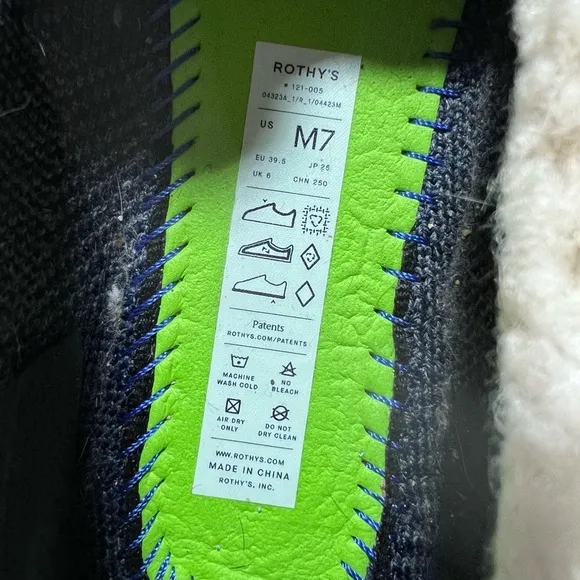 ROTHY'S
# 121-005
04323A_1/R_1/04423M
US M7
EU 39.5 JP 25
UK 6 CHN 250
Patents
ROTHYS.COM/PATENTS
MACHINE WASH COLD
NO BLEACH
AIR DRY ONLY
DO NOT DRY CLEAN
WWW.ROTHYS.COM
MADE IN CHINA
ROTHY'S, INC.